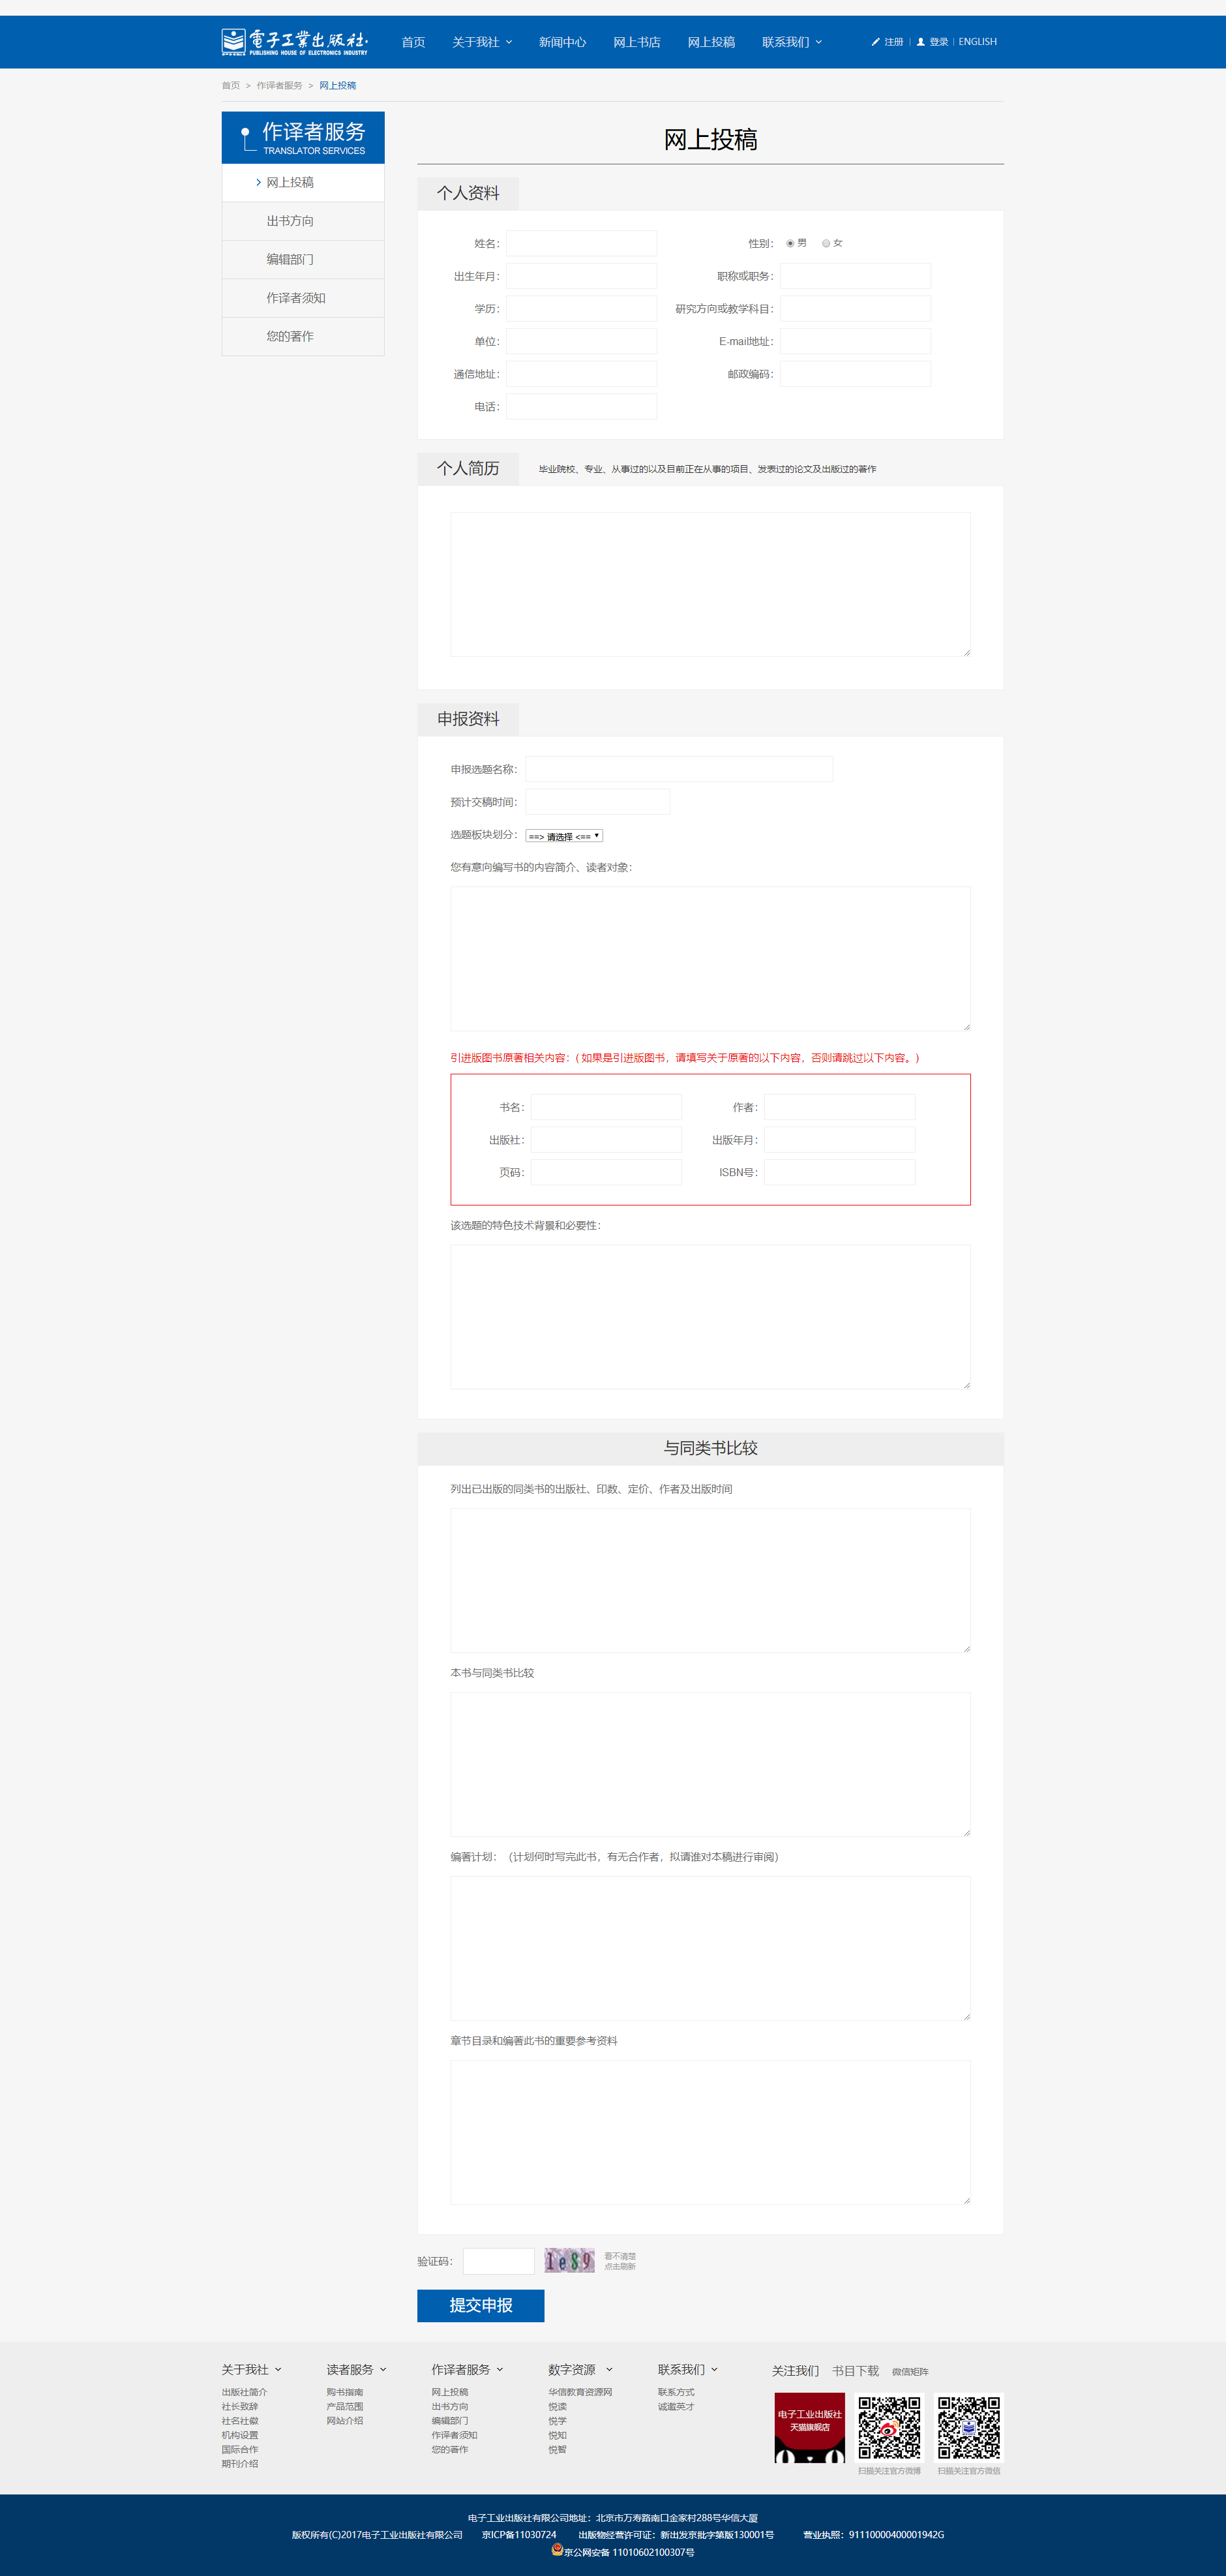 電子工業出版社
PUBLISHING HOUSE OF ELECTRONICS INDUSTRY
首页 关于我社 新闻中心 网上书店 网上投稿 联系我们 注册 | 登录 | ENGLISH
首页 > 作译者服务 > 网上投稿
作译者服务
TRANSLATOR SERVICES
网上投稿
出书方向
编辑部门
作译者须知
您的著作
网上投稿
个人资料
姓名： 性别： 男 女
出生年月： 职称或职务：
学历： 研究方向或教学科目：
单位： E-mail地址：
通信地址： 邮政编码：
电话：
个人简历 毕业院校、专业、从事过的以及目前正在从事的项目、发表过的论文及出版过的著作
申报资料
申报选题名称：
预计交稿时间：
选题板块划分： ==> 请选择 <==
您有意向编写书的内容简介、读者对象：
引进版图书原著相关内容：( 如果是引进版图书，请填写关于原著的以下内容，否则请跳过以下内容。)
书名： 作者：
出版社： 出版年月：
页码： ISBN号：
该选题的特色技术背景和必要性：
与同类书比较
列出已出版的同类书的出版社、印数、定价、作者及出版时间
本书与同类书比较
编著计划：（计划何时写完此书，有无合作者，拟请谁对本稿进行审阅）
章节目录和编著此书的重要参考资料
验证码： 1e89 看不清楚
点击刷新
提交申报
关于我社 读者服务 作译者服务 数字资源 联系我们 关注我们 书目下载 微信矩阵
出版社简介 购书指南 网上投稿 华信教育资源网 联系方式
社长致辞 产品范围 出书方向 悦读 诚邀英才
社名社徽 网站介绍 编辑部门 悦学
机构设置 作译者须知 悦知
国际合作 您的著作 悦智
期刊介绍
电子工业出版社
天猫旗舰店
扫描关注官方微博 扫描关注官方微信
电子工业出版社有限公司地址：北京市万寿路南口金家村288号华信大厦
版权所有(C)2017电子工业出版社有限公司 京ICP备11030724 出版物经营许可证：新出发京批字第版130001号 营业执照：91110000400001942G
京公网安备 11010602100307号